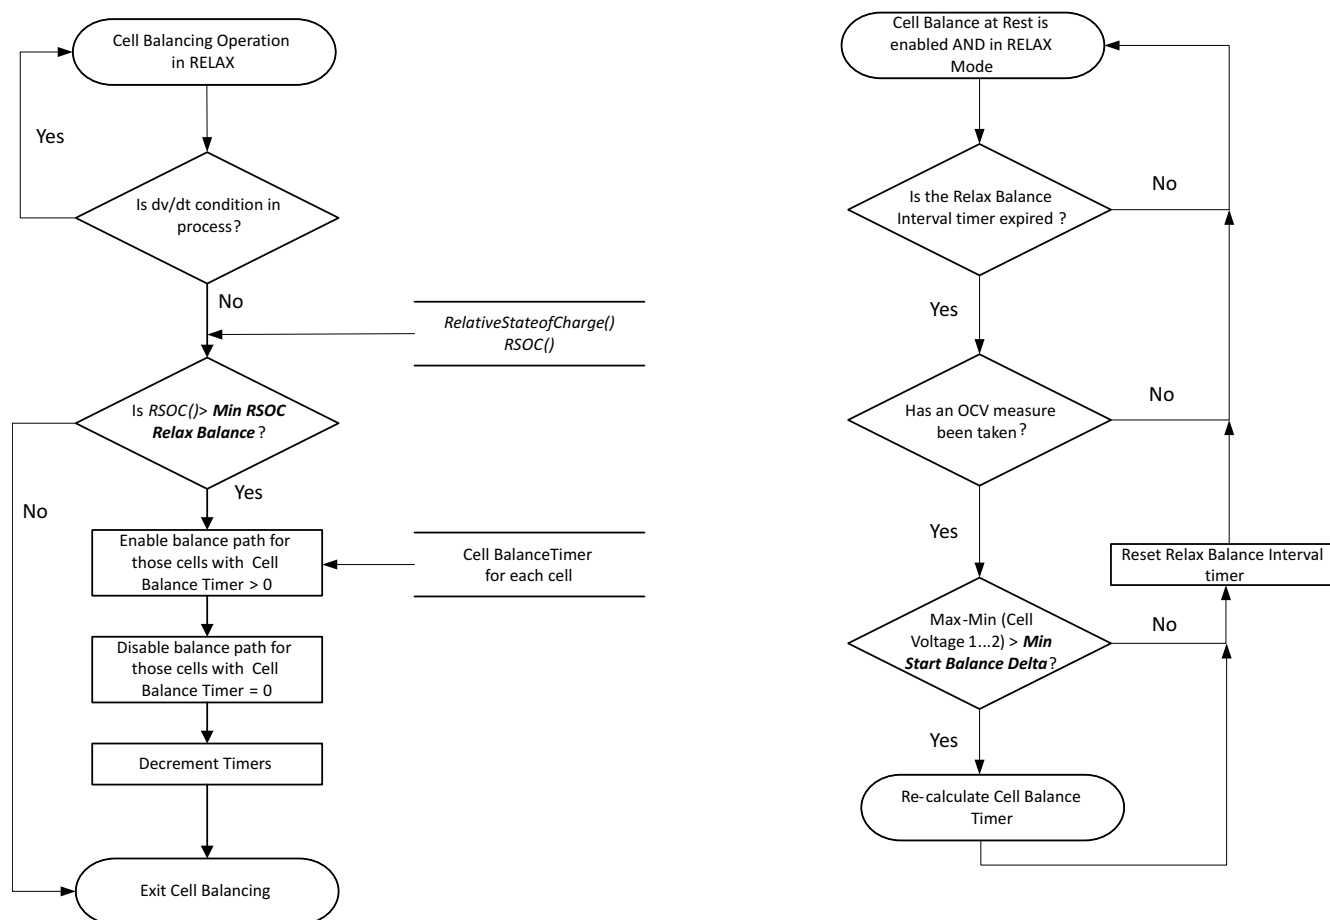 Cell Balancing Operation
in RELAX
Yes
Is dv/dt condition in
process?
No
RelativeStateofCharge()
RSOC()
Is RSOC()> Min RSOC
Relax Balance ?
No
Yes
Enable balance path for
those cells with Cell
Balance Timer > 0
Cell BalanceTimer
for each cell
Disable balance path for
those cells with Cell
Balance Timer = 0
Decrement Timers
Exit Cell Balancing
Cell Balance at Rest is
enabled AND in RELAX
Mode
Is the Relax Balance
Interval timer expired ?
No
Yes
Has an OCV measure
been taken?
No
Yes
Reset Relax Balance Interval
timer
Max-Min (Cell
Voltage 1...2) > Min
Start Balance Delta?
No
Yes
Re-calculate Cell Balance
Timer